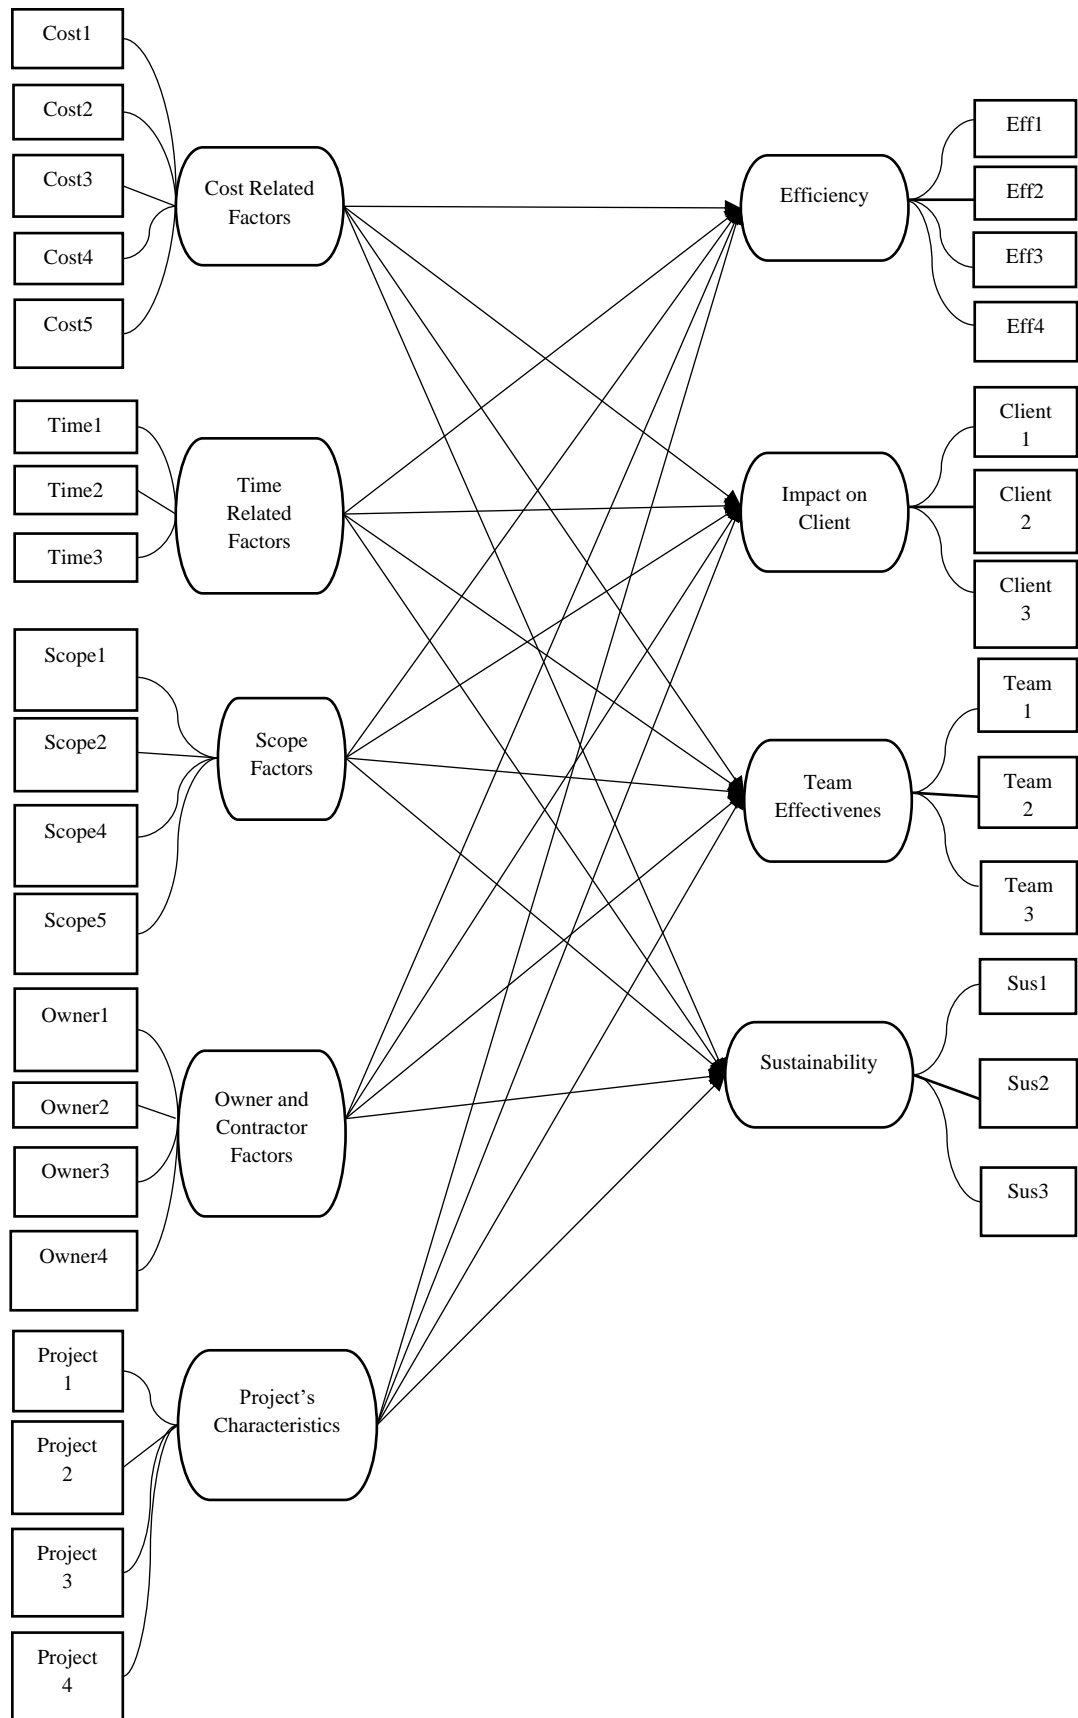 Cost1
Cost2
Cost3
Cost4
Cost5
Time1
Time2
Time3
Scope1
Scope2
Scope4
Scope5
Owner1
Owner2
Owner3
Owner4
Project
1
Project
2
Project
3
Project
4
Cost Related
Factors
Time
Related
Factors
Scope
Factors
Owner and
Contractor
Factors
Project’s
Characteristics
Efficiency
Impact on
Client
Team
Effectivenes
Sustainability
Eff1
Eff2
Eff3
Eff4
Client
1
Client
2
Client
3
Team
1
Team
2
Team
3
Sus1
Sus2
Sus3